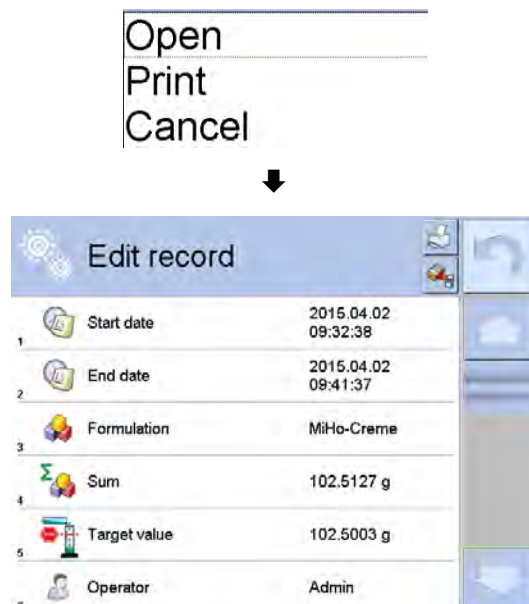 Open
Print
Cancel
Edit record
1 Start date 2015.04.02 09:32:38
2 End date 2015.04.02 09:41:37
3 Formulation MiHo-Creme
4 Σ Sum 102.5127 g
5 Target value 102.5003 g
Operator Admin